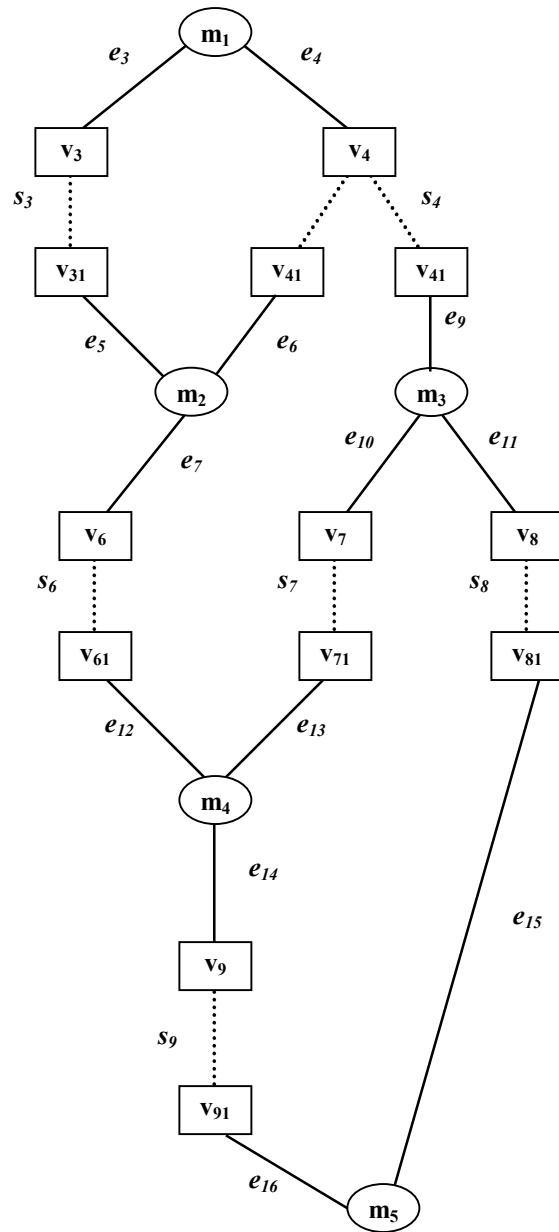 m₁
e₃ e₄
v₃ v₄
s₃ s₄
v₃₁ v₄₁ v₄₁
e₅ e₆ e₉
m₂ m₃
e₇ e₁₀ e₁₁
v₆ v₇ v₈
s₆ s₇ s₈
v₆₁ v₇₁ v₈₁
e₁₂ e₁₃
m₄
e₁₄
e₁₅
v₉
s₉
v₉₁
e₁₆
m₅